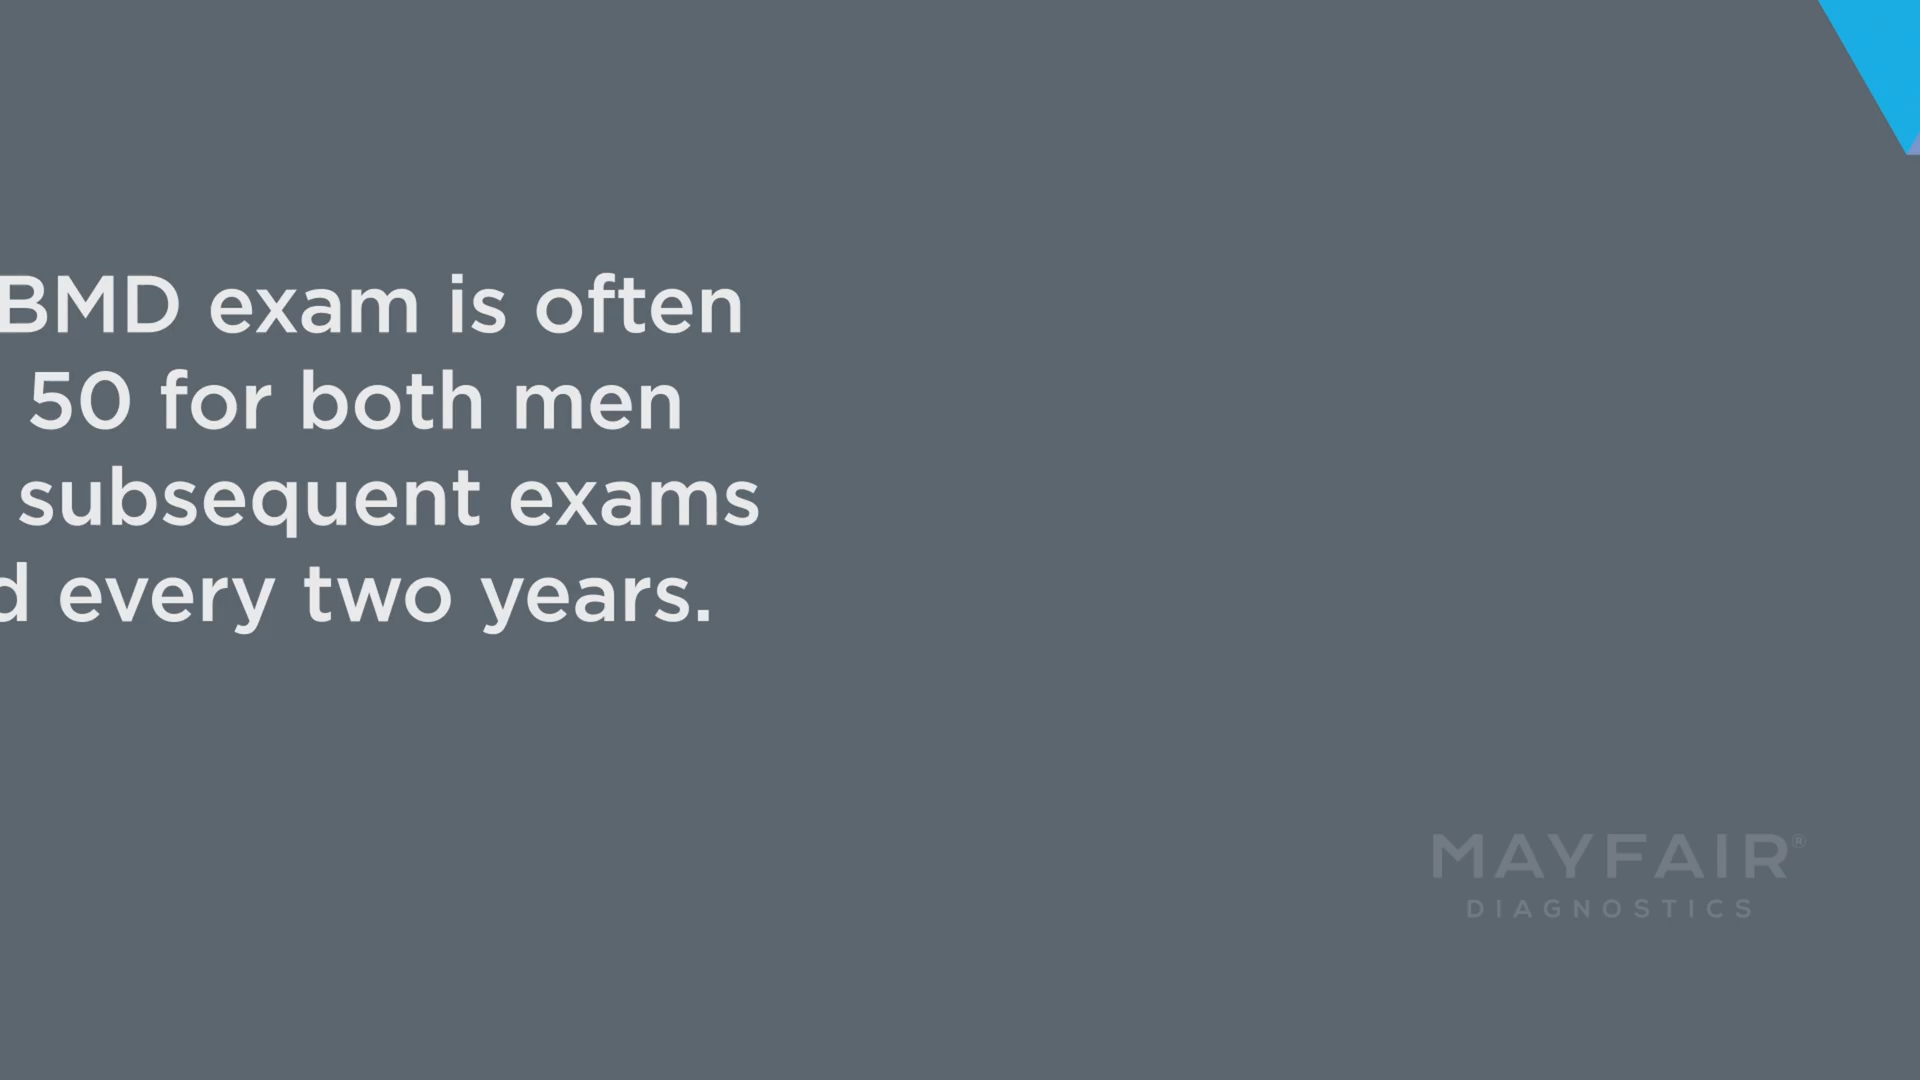 BMD exam is often
50 for both men
subsequent exams
every two years.
MAYFAIR®
DIAGNOSTICS